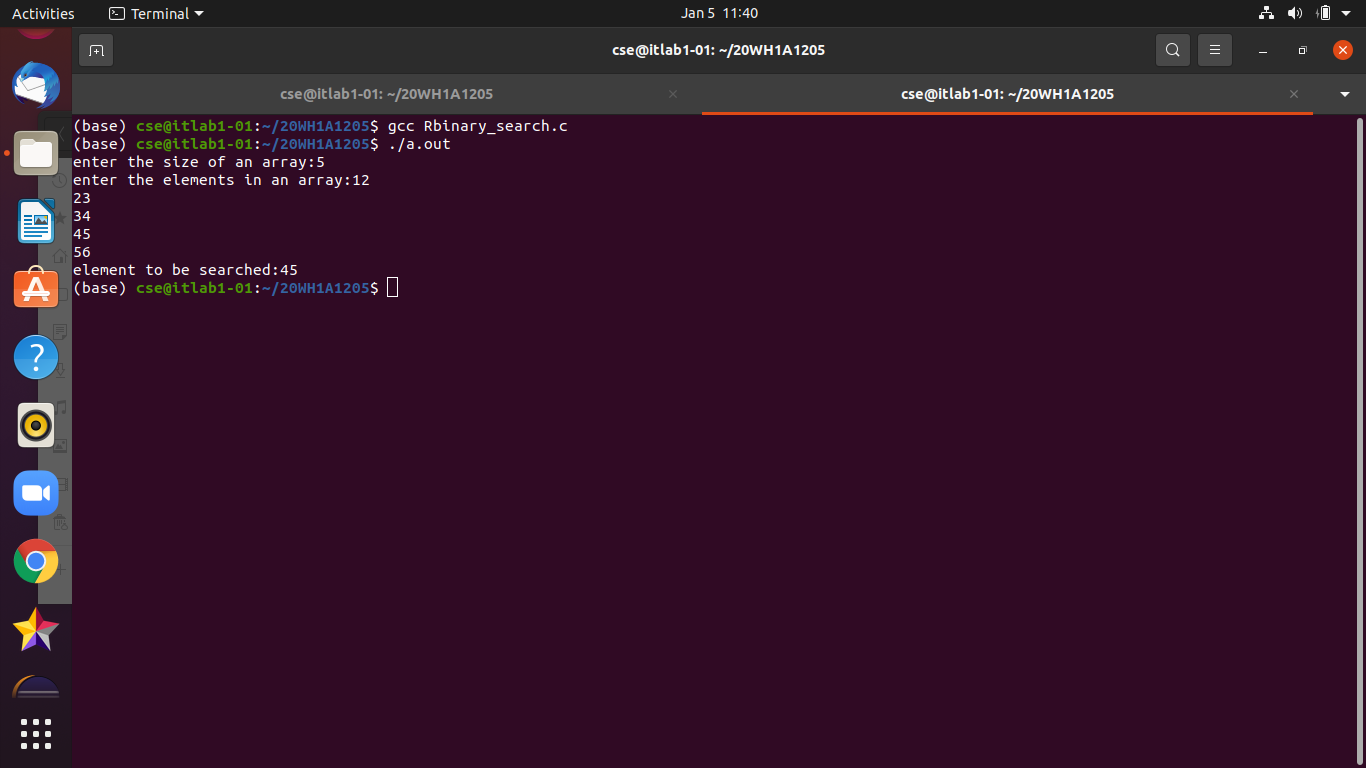 Activities Terminal Jan 5 11:40
cse@itlab1-01: ~/20WH1A1205
cse@itlab1-01: ~/20WH1A1205 cse@itlab1-01: ~/20WH1A1205
(base) cse@itlab1-01:~/20WH1A1205$ gcc Rbinary_search.c
(base) cse@itlab1-01:~/20WH1A1205$ ./a.out
enter the size of an array:5
enter the elements in an array:12
23
34
45
56
element to be searched:45
(base) cse@itlab1-01:~/20WH1A1205$